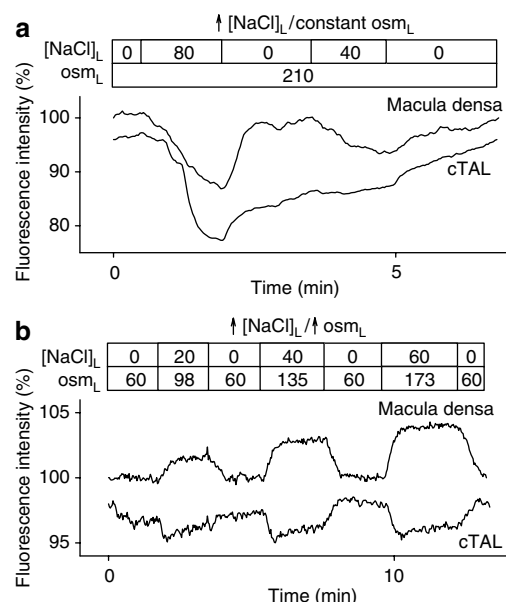 a
↑ [NaCl]L/constant osmL
[NaCl]L 0 80 0 40 0
osmL 210
Fluorescence intensity (%)
100
90
80
Macula densa
cTAL
0 5
Time (min)
b
↑ [NaCl]L/↑ osmL
[NaCl]L 0 20 0 40 0 60 0
osmL 60 98 60 135 60 173 60
Fluorescence intensity (%)
105
100
95
Macula densa
cTAL
0 10
Time (min)